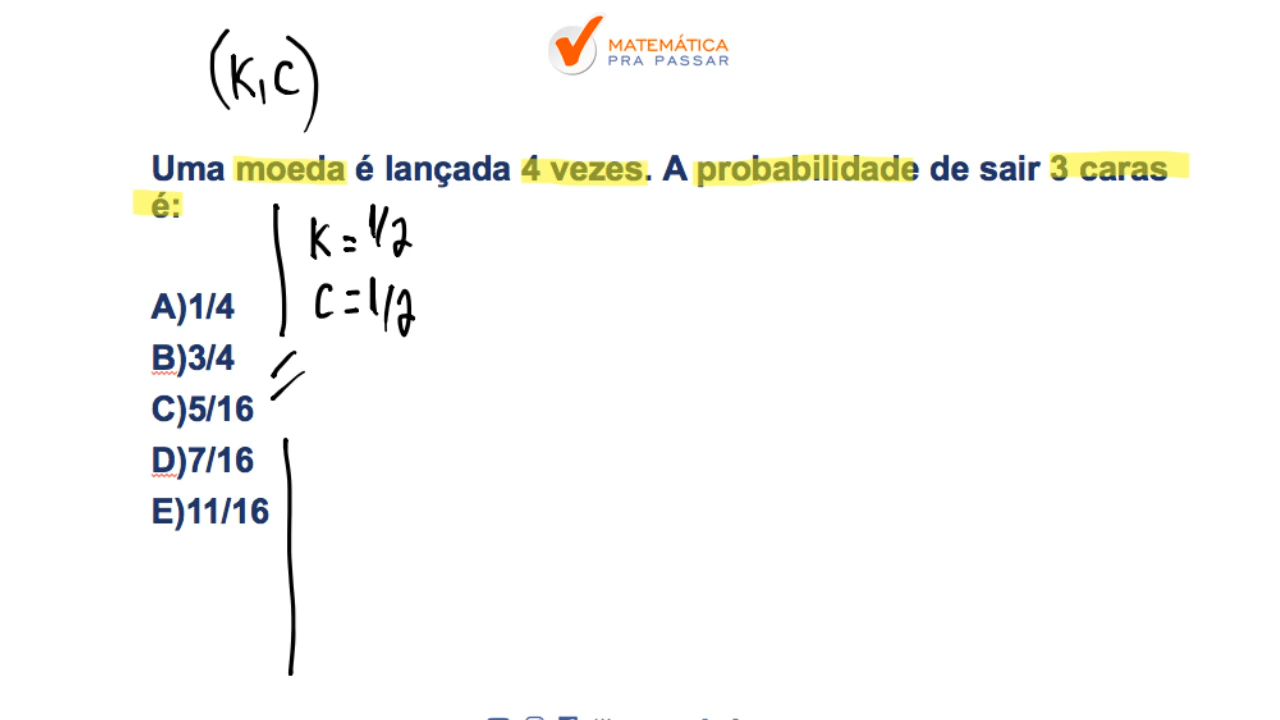 (K,C)
MATEMÁTICA
PRA PASSAR
Uma moeda é lançada 4 vezes. A probabilidade de sair 3 caras
é:
K = 1/2
C = 1/2
A)1/4
B)3/4
C)5/16
D)7/16
E)11/16